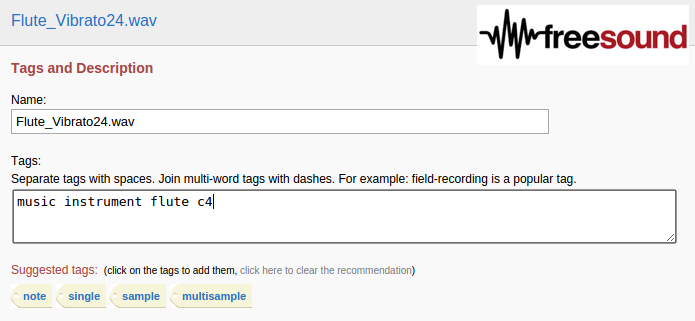 Flute_Vibrato24.wav
freesound
Tags and Description
Name:
Flute_Vibrato24.wav
Tags:
Separate tags with spaces. Join multi-word tags with dashes. For example: field-recording is a popular tag.
music instrument flute c4
Suggested tags: (click on the tags to add them, click here to clear the recommendation)
note single sample multisample